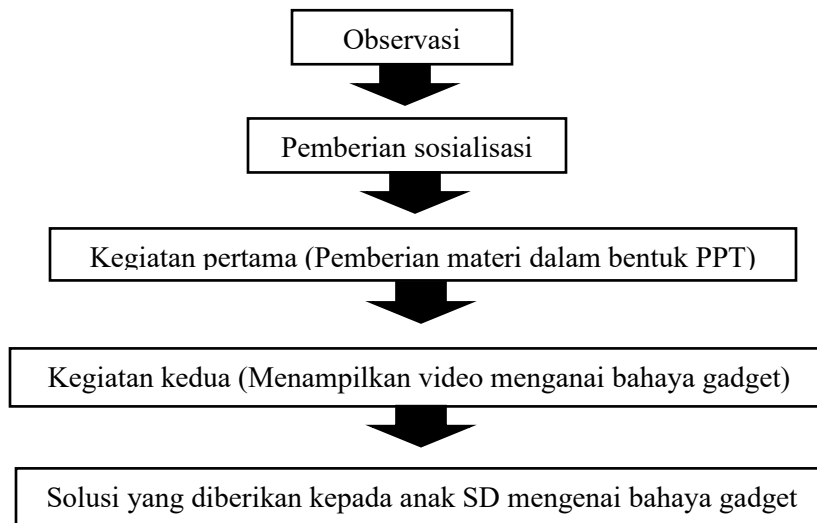 Observasi
Pemberian sosialisasi
Kegiatan pertama (Pemberian materi dalam bentuk PPT)
Kegiatan kedua (Menampilkan video menganai bahaya gadget)
Solusi yang diberikan kepada anak SD mengenai bahaya gadget